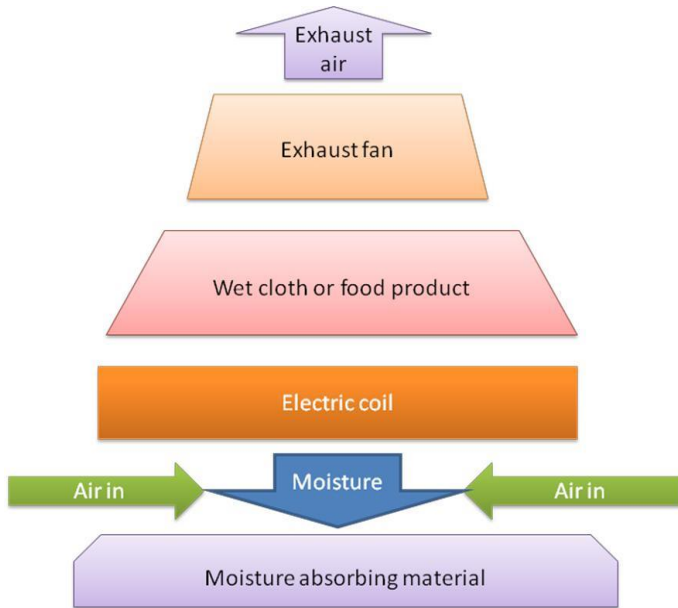 Exhaust
air
Exhaust fan
Wet cloth or food product
Electric coil
Air in
Moisture
Air in
Moisture absorbing material